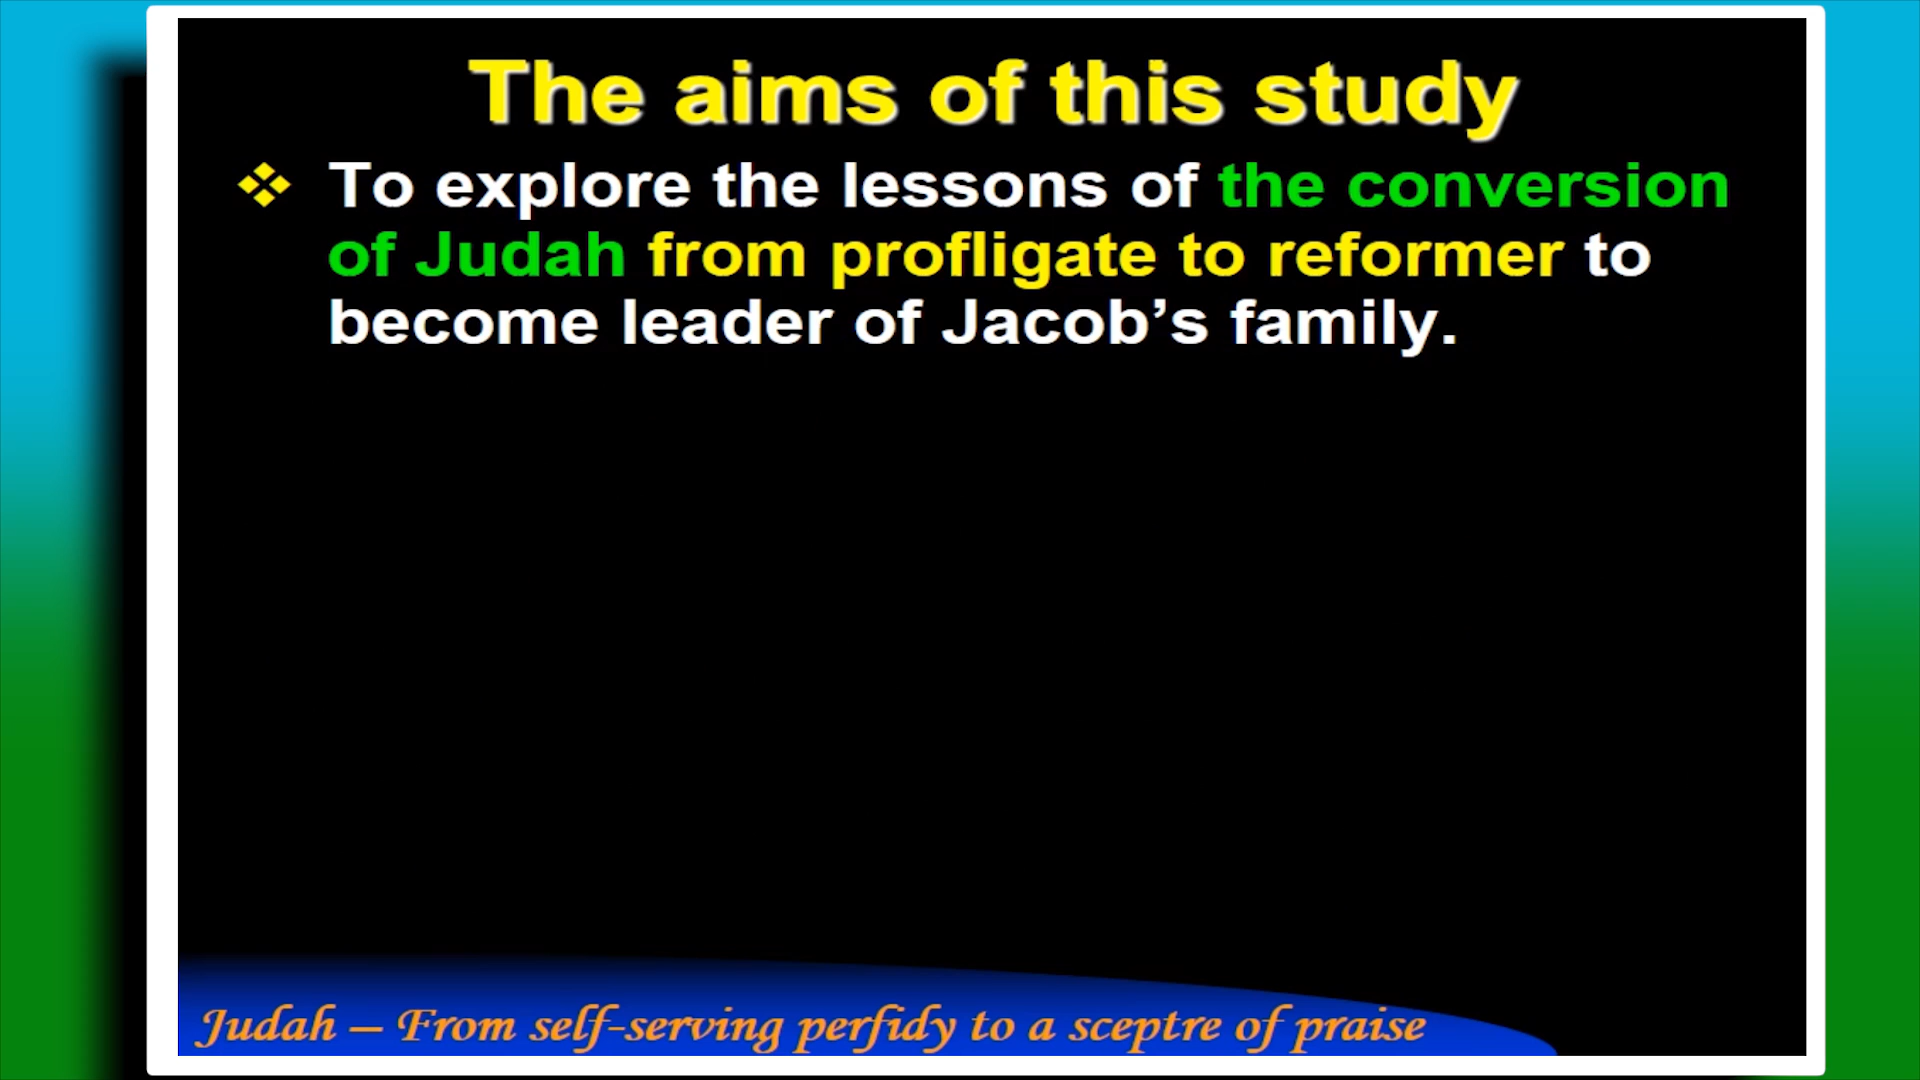 The aims of this study
❖ To explore the lessons of the conversion
of Judah from profligate to reformer to
become leader of Jacob’s family.
Judah – From self-serving perfidy to a sceptre of praise